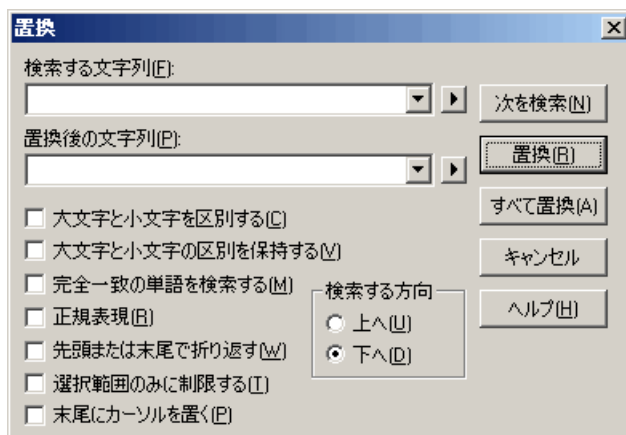 置換
検索する文字列(F):
次を検索(N)
置換後の文字列(P):
置換(R)
すべて置換(A)
大文字と小文字を区別する(C)
大文字と小文字の区別を保持する(V)
キャンセル
完全一致の単語を検索する(M)
検索する方向
ヘルプ(H)
正規表現(R)
上へ(U)
先頭または末尾で折り返す(W)
下へ(D)
選択範囲のみに制限する(T)
末尾にカーソルを置く(P)